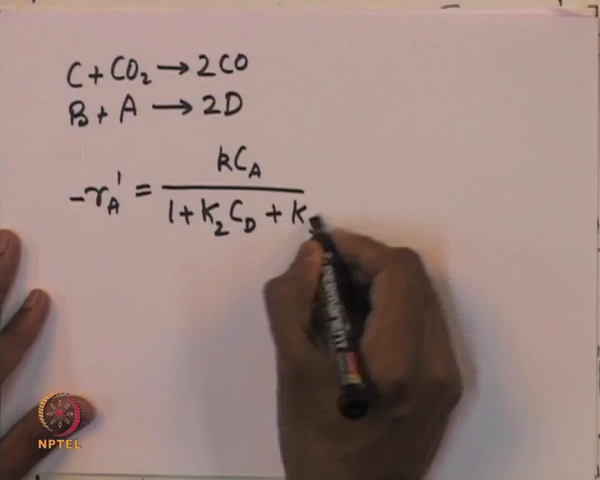 C + CO₂ → 2CO
B + A → 2D
-r_A' = kC_A / (1 + K₂C_D + K
NPTEL